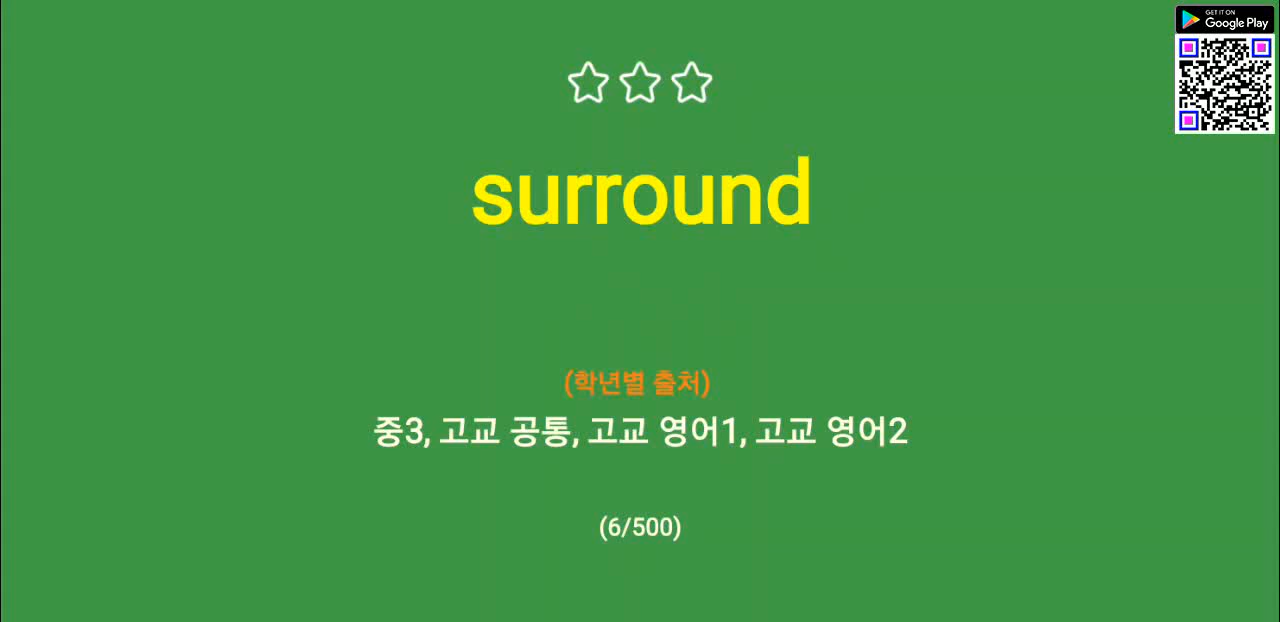 GET IT ON
Google Play
surround
(학년별 출처)
중3, 고교 공통, 고교 영어1, 고교 영어2
(6/500)